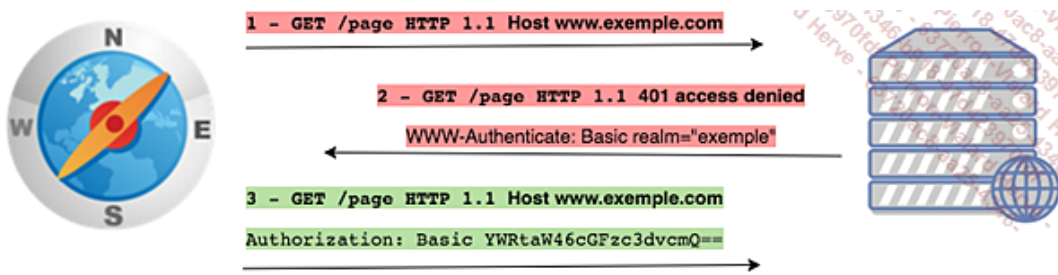 1 - GET /page HTTP 1.1 Host www.exemple.com
2 - GET /page HTTP 1.1 401 access denied
WWW-Authenticate: Basic realm="exemple"
3 - GET /page HTTP 1.1 Host www.exemple.com
Authorization: Basic YWRtaW46cGFzc3dvcmQ==
N
W
E
S